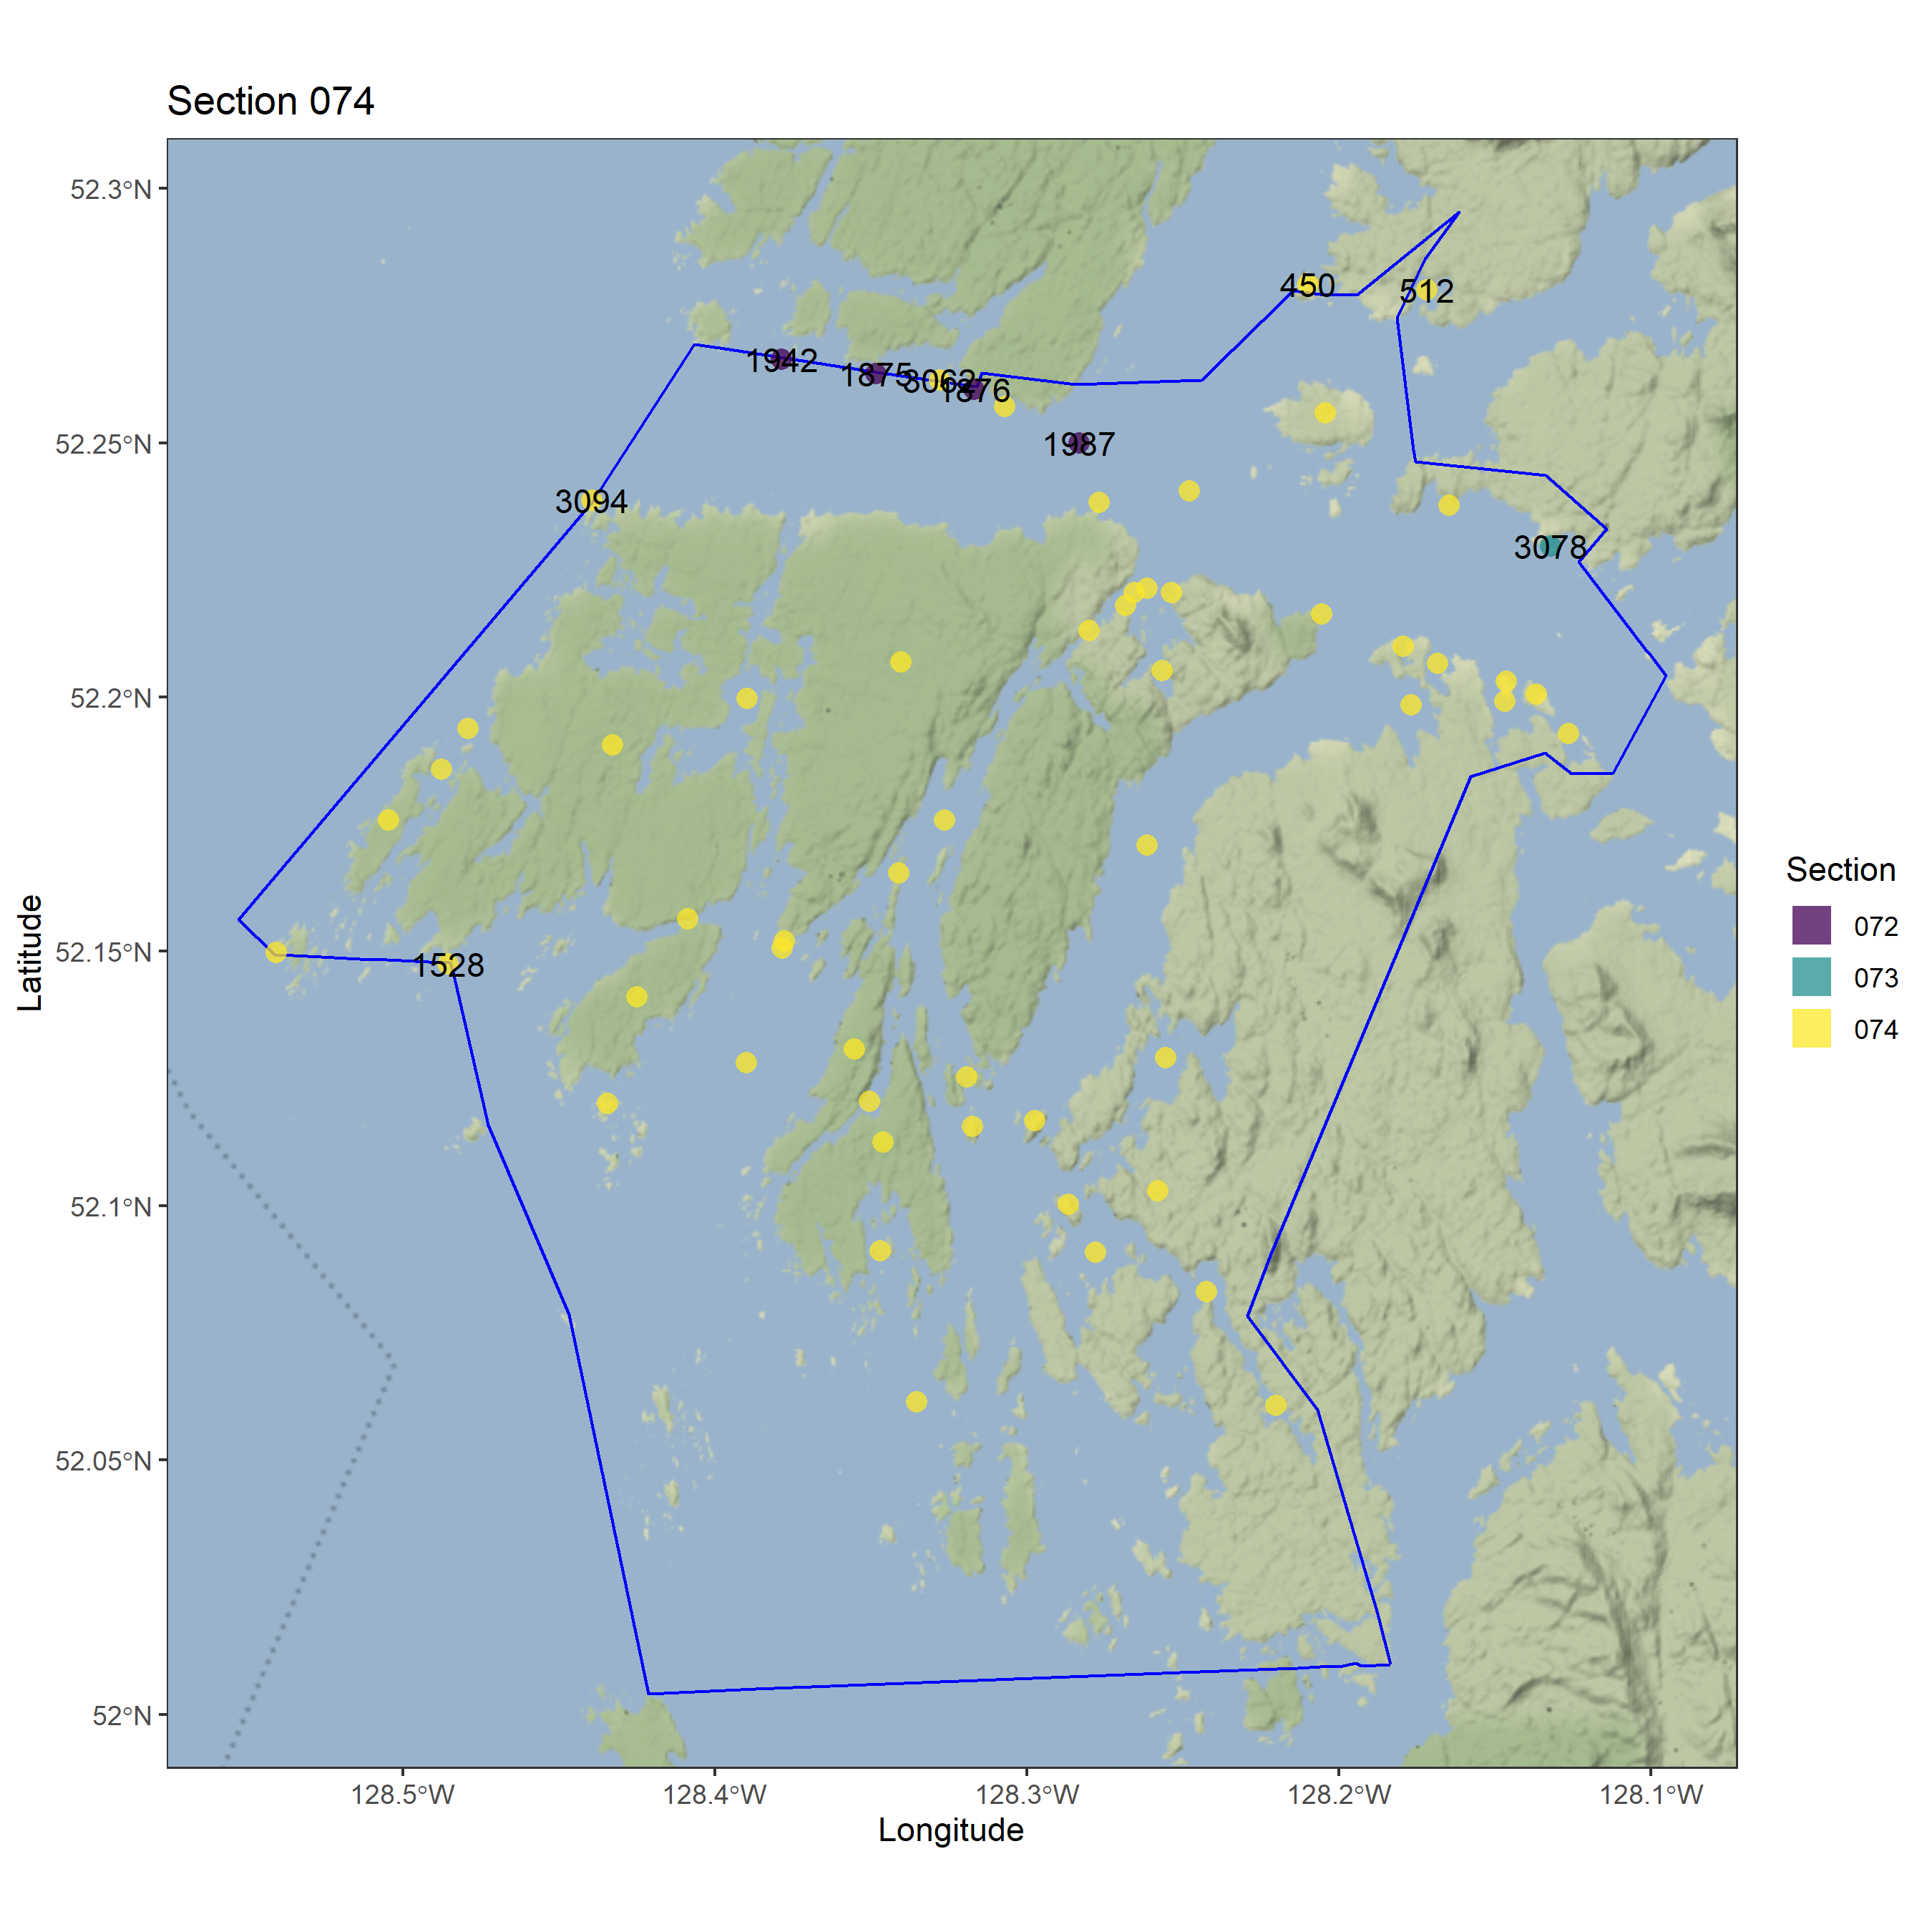 Section 074
52.3°N
52.25°N
52.2°N
52.15°N
52.1°N
52.05°N
52°N
Latitude
450
512
1942
1875
3062
1876
1987
3094
3078
1528
128.5°W
128.4°W
128.3°W
128.2°W
128.1°W
Longitude
Section
072
073
074